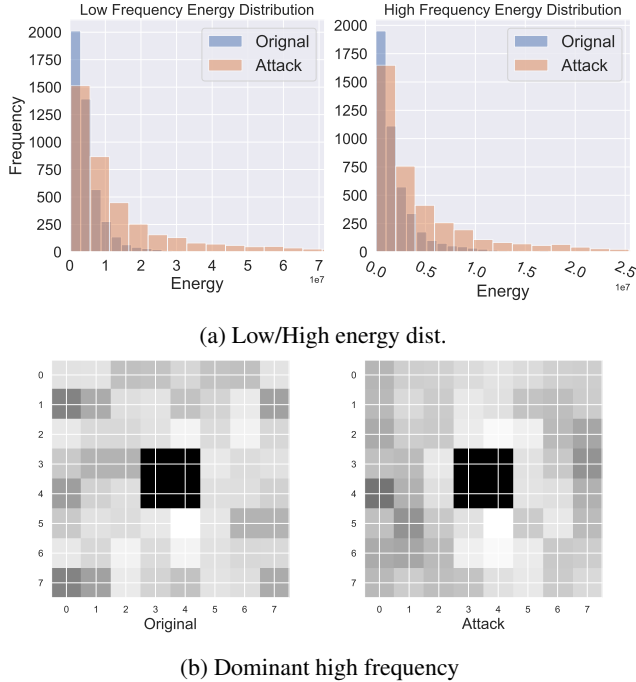 Low Frequency Energy Distribution
High Frequency Energy Distribution
Orignal
Attack
Orignal
Attack
Frequency
2000
1750
1500
1250
1000
750
500
250
0
2000
1750
1500
1250
1000
750
500
250
0
0 1 2 3 4 5 6 7
1e7
Energy
0.0 0.5 1.0 1.5 2.0 2.5
1e7
Energy
(a) Low/High energy dist.
0
1
2
3
4
5
6
7
0 1 2 3 4 5 6 7
Original
0
1
2
3
4
5
6
7
0 1 2 3 4 5 6 7
Attack
(b) Dominant high frequency